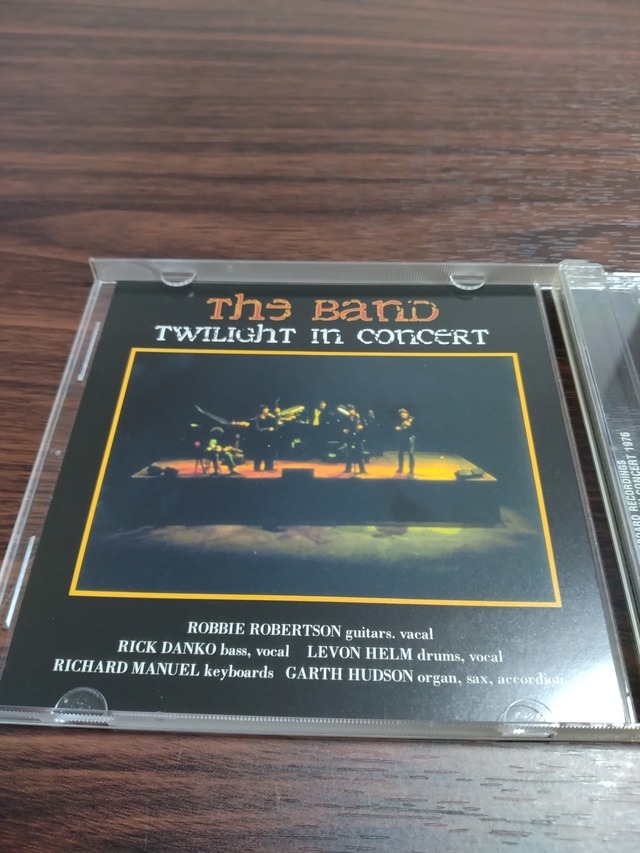 The Band
TWILIGHT IN CONCERT
ROBBIE ROBERTSON guitars. vacal
RICK DANKO bass, vocal LEVON HELM drums, vocal
RICHARD MANUEL keyboards GARTH HUDSON organ, sax, accordion
RECORDINGS
CONCERT 1976